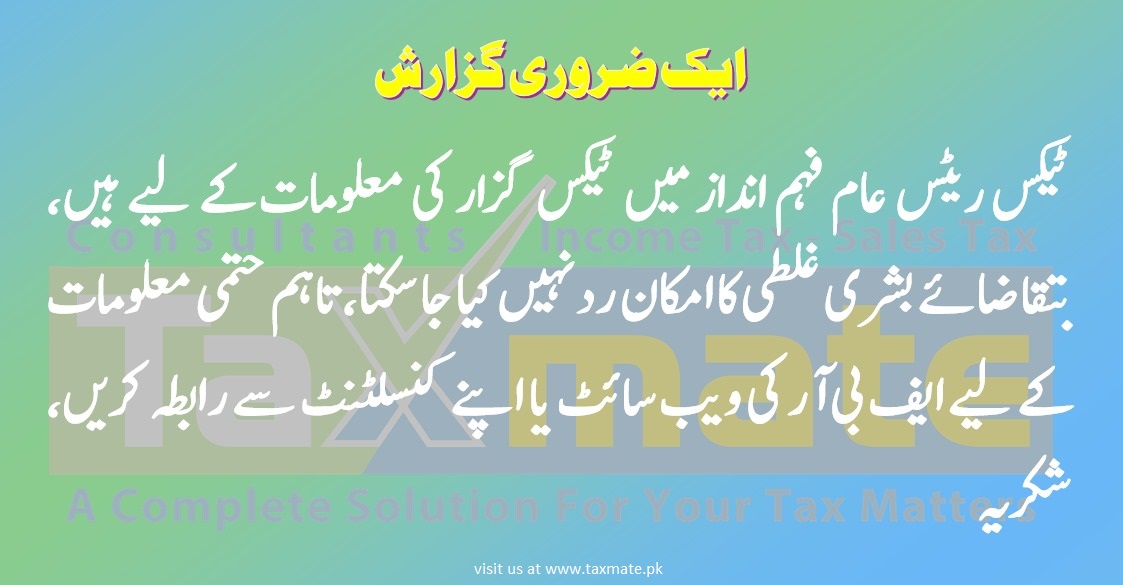 ایک ضروری گزارش
ٹیکس ریٹس عام فہم انداز میں ٹیکس گزار کی معلومات کے لیے ہیں،
Consultants Income Tax - Sales Tax
بتقاضائے بشری غلطی کا امکان رد نہیں کیا جا سکتا، تاہم حتمی معلومات
Taxmate
کے لیے ایف بی آر کی ویب سائٹ یا اپنے کنسلٹنٹ سے رابطہ کریں،
شکریہ
A Complete Solution For Your Tax Matters
visit us at www.taxmate.pk